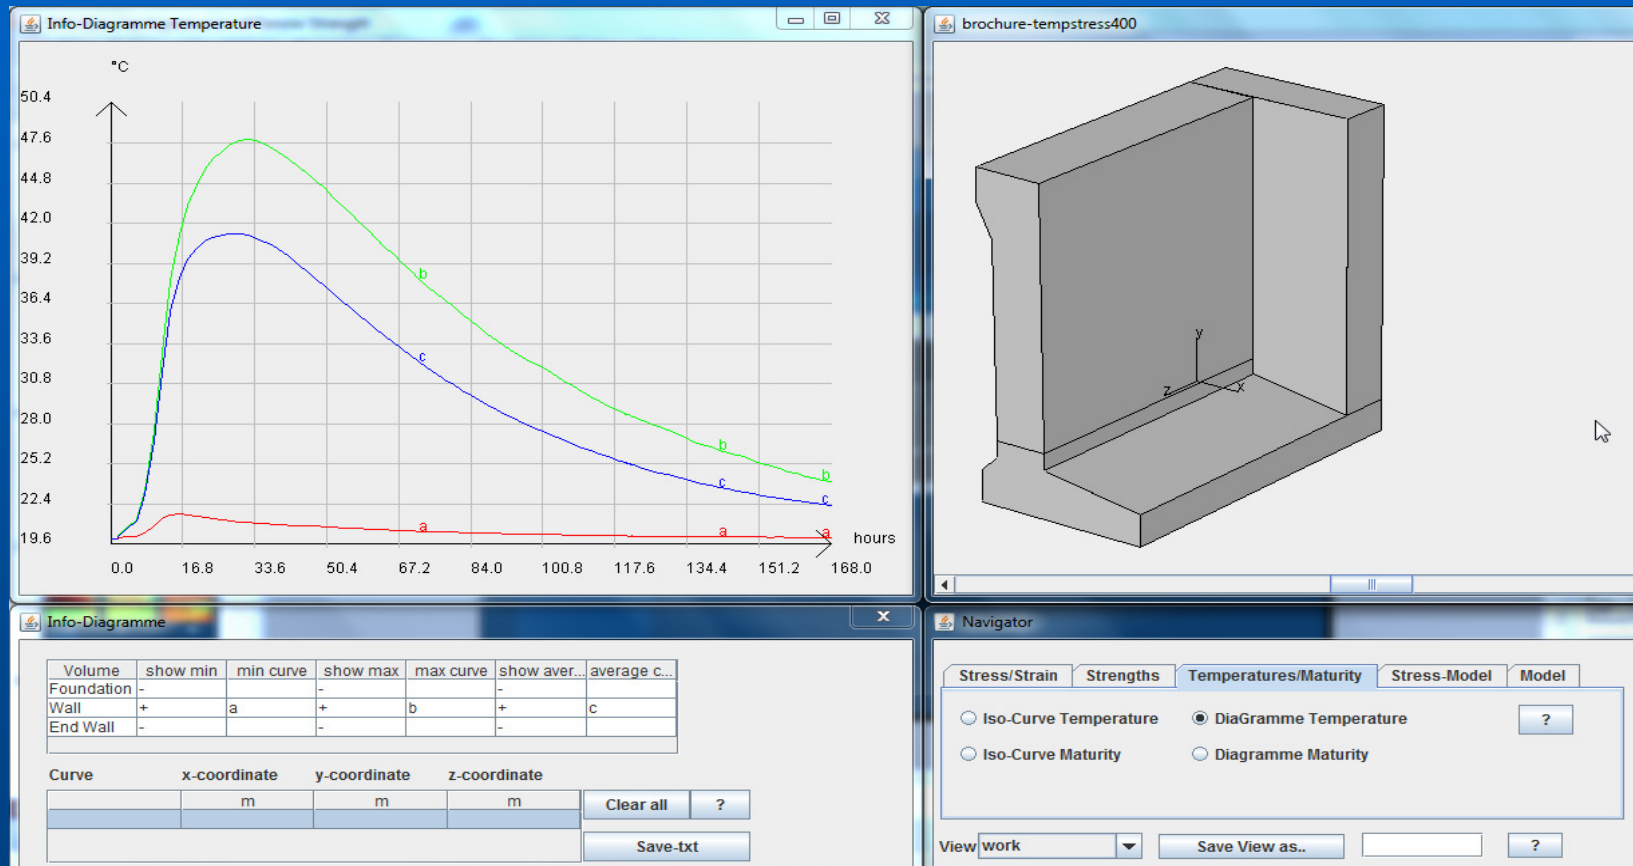 Info-Diagramme Temperature
°C
50.4
47.6
44.8
42.0
39.2
36.4
33.6
30.8
28.0
25.2
22.4
19.6
b
c
a
b
c
a
b
c
a
hours
0.0 16.8 33.6 50.4 67.2 84.0 100.8 117.6 134.4 151.2 168.0
brochure-tempstress400
y
z x
Info-Diagramme
Volume show min min curve show max max curve show aver... average c...
Foundation - - -
Wall + a + b + c
End Wall - - -
Curve x-coordinate y-coordinate z-coordinate
m m m
Clear all ?
Save-txt
Navigator
Stress/Strain Strengths Temperatures/Maturity Stress-Model Model
Iso-Curve Temperature DiaGramme Temperature ?
Iso-Curve Maturity Diagramme Maturity
View work Save View as.. ?